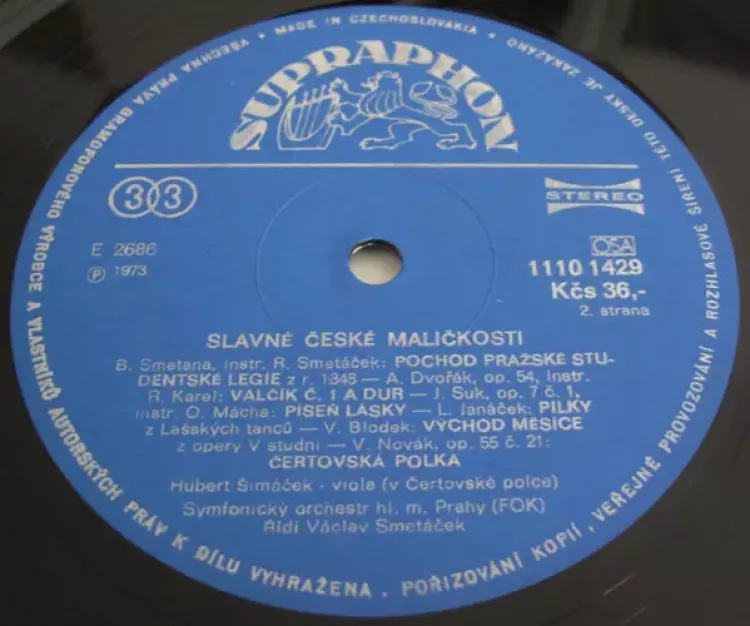 VŠECHNA PRÁVA GRAMOFONOVÉHO VÝROBCE A VLASTNÍKŮ AUTORSKÝCH PRÁV K DÍLU VYHRAŽENA . POŘIZOVÁNÍ KOPIÍ, VEŘEJNÉ PROVOZOVÁNÍ A ROZHLASOVÉ ŠÍŘENÍ TÉTO DESKY JE ZAKÁZÁNO
• MADE IN CZECHOSLOVAKIA •
SUPRAPHON
33
STEREO
E 2686
OSA
℗ 1973
1110 1429
Kčs 36,-
2. strana
SLAVNÉ ČESKÉ MALIČKOSTI
B. Smetana, instr. R. Smetáček: POCHOD PRAŽSKÉ STU-
DENTSKÉ LEGIE z r. 1848 — A. Dvořák, op. 54, Instr.
R. Karel: VALČÍK Č. 1 A DUR — J. Suk, op. 7 č. 1,
instr. O. Mácha: PÍSEŇ LÁSKY — L. Janáček: PILKY
z Lašských tanců — V. Blodek: VÝCHOD MĚSÍCE
z opery V studni — V. Novák, op. 55 č. 21:
ČERTOVSKÁ POLKA
Hubert Šimáček - viola (v Čertovské polce)
Symfonický orchestr hl. m. Prahy (FOK)
Řídí Václav Smetáček